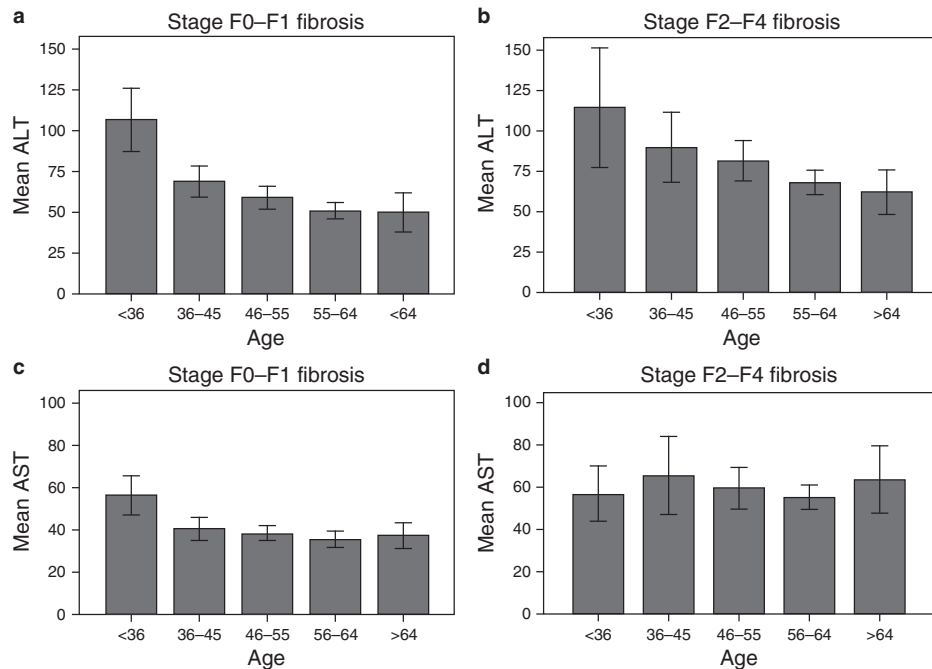 a
Stage F0–F1 fibrosis
150
125
100
75
50
25
0
Mean ALT
<36
36–45
46–55
55–64
<64
Age
b
Stage F2–F4 fibrosis
150
125
100
75
50
25
0
Mean ALT
<36
36–45
46–55
55–64
>64
Age
c
Stage F0–F1 fibrosis
100
80
60
40
20
0
Mean AST
<36
36–45
46–55
56–64
>64
Age
d
Stage F2–F4 fibrosis
100
80
60
40
20
0
Mean AST
<36
36–45
46–55
56–64
>64
Age